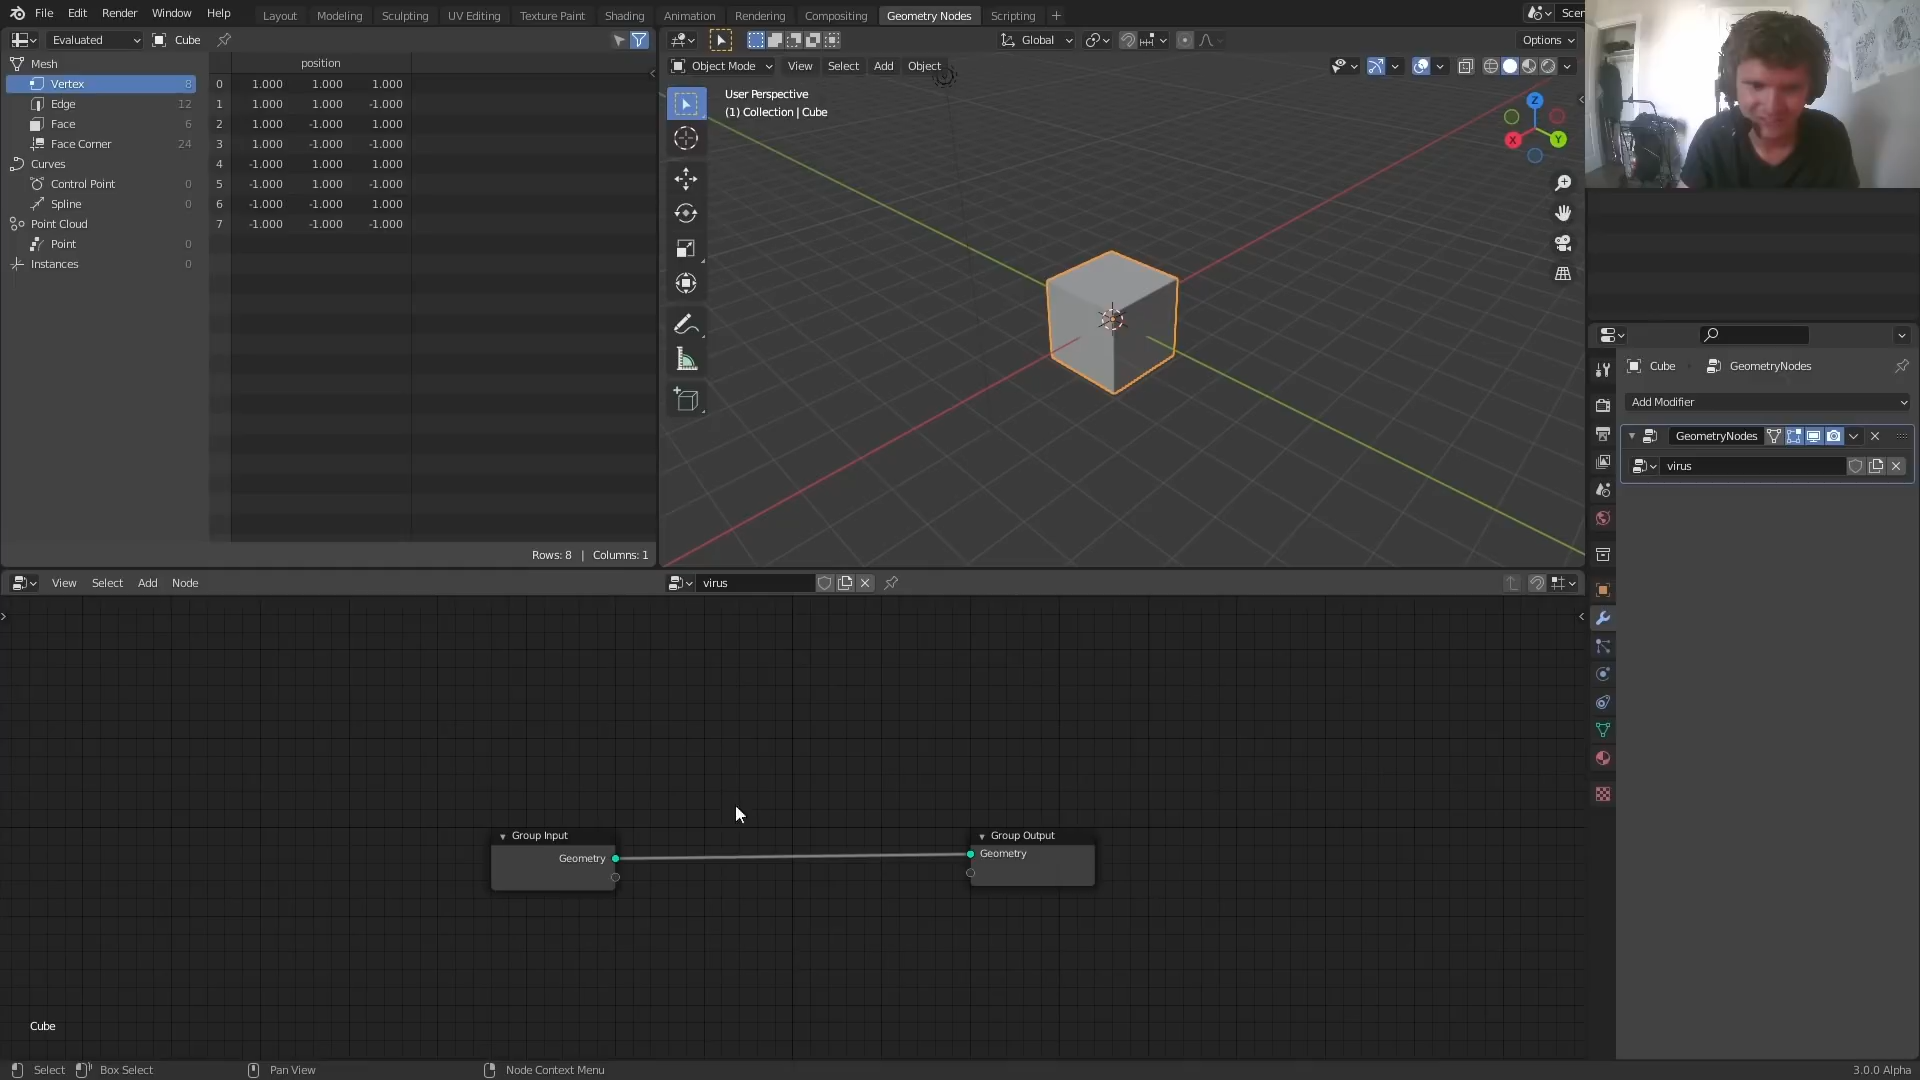 File Edit Render Window Help
Layout Modeling Sculpting UV Editing Texture Paint Shading Animation Rendering Compositing Geometry Nodes Scripting +
Evaluated Cube
Mesh
Vertex 8
Edge 12
Face 6
Face Corner 24
Curves
Control Point 0
Spline 0
Point Cloud
Point 0
Instances 0
position
0 1.000 1.000 1.000
1 1.000 1.000 -1.000
2 1.000 -1.000 1.000
3 1.000 -1.000 -1.000
4 -1.000 1.000 1.000
5 -1.000 1.000 -1.000
6 -1.000 -1.000 1.000
7 -1.000 -1.000 -1.000
Rows: 8 | Columns: 1
Global
Options
Object Mode View Select Add Object
User Perspective
(1) Collection | Cube
Z
X
Y
Cube GeometryNodes
Add Modifier
GeometryNodes
virus
View Select Add Node
virus
Group Input
Geometry
Group Output
Geometry
Cube
Select Box Select Pan View Node Context Menu
3.0.0 Alpha